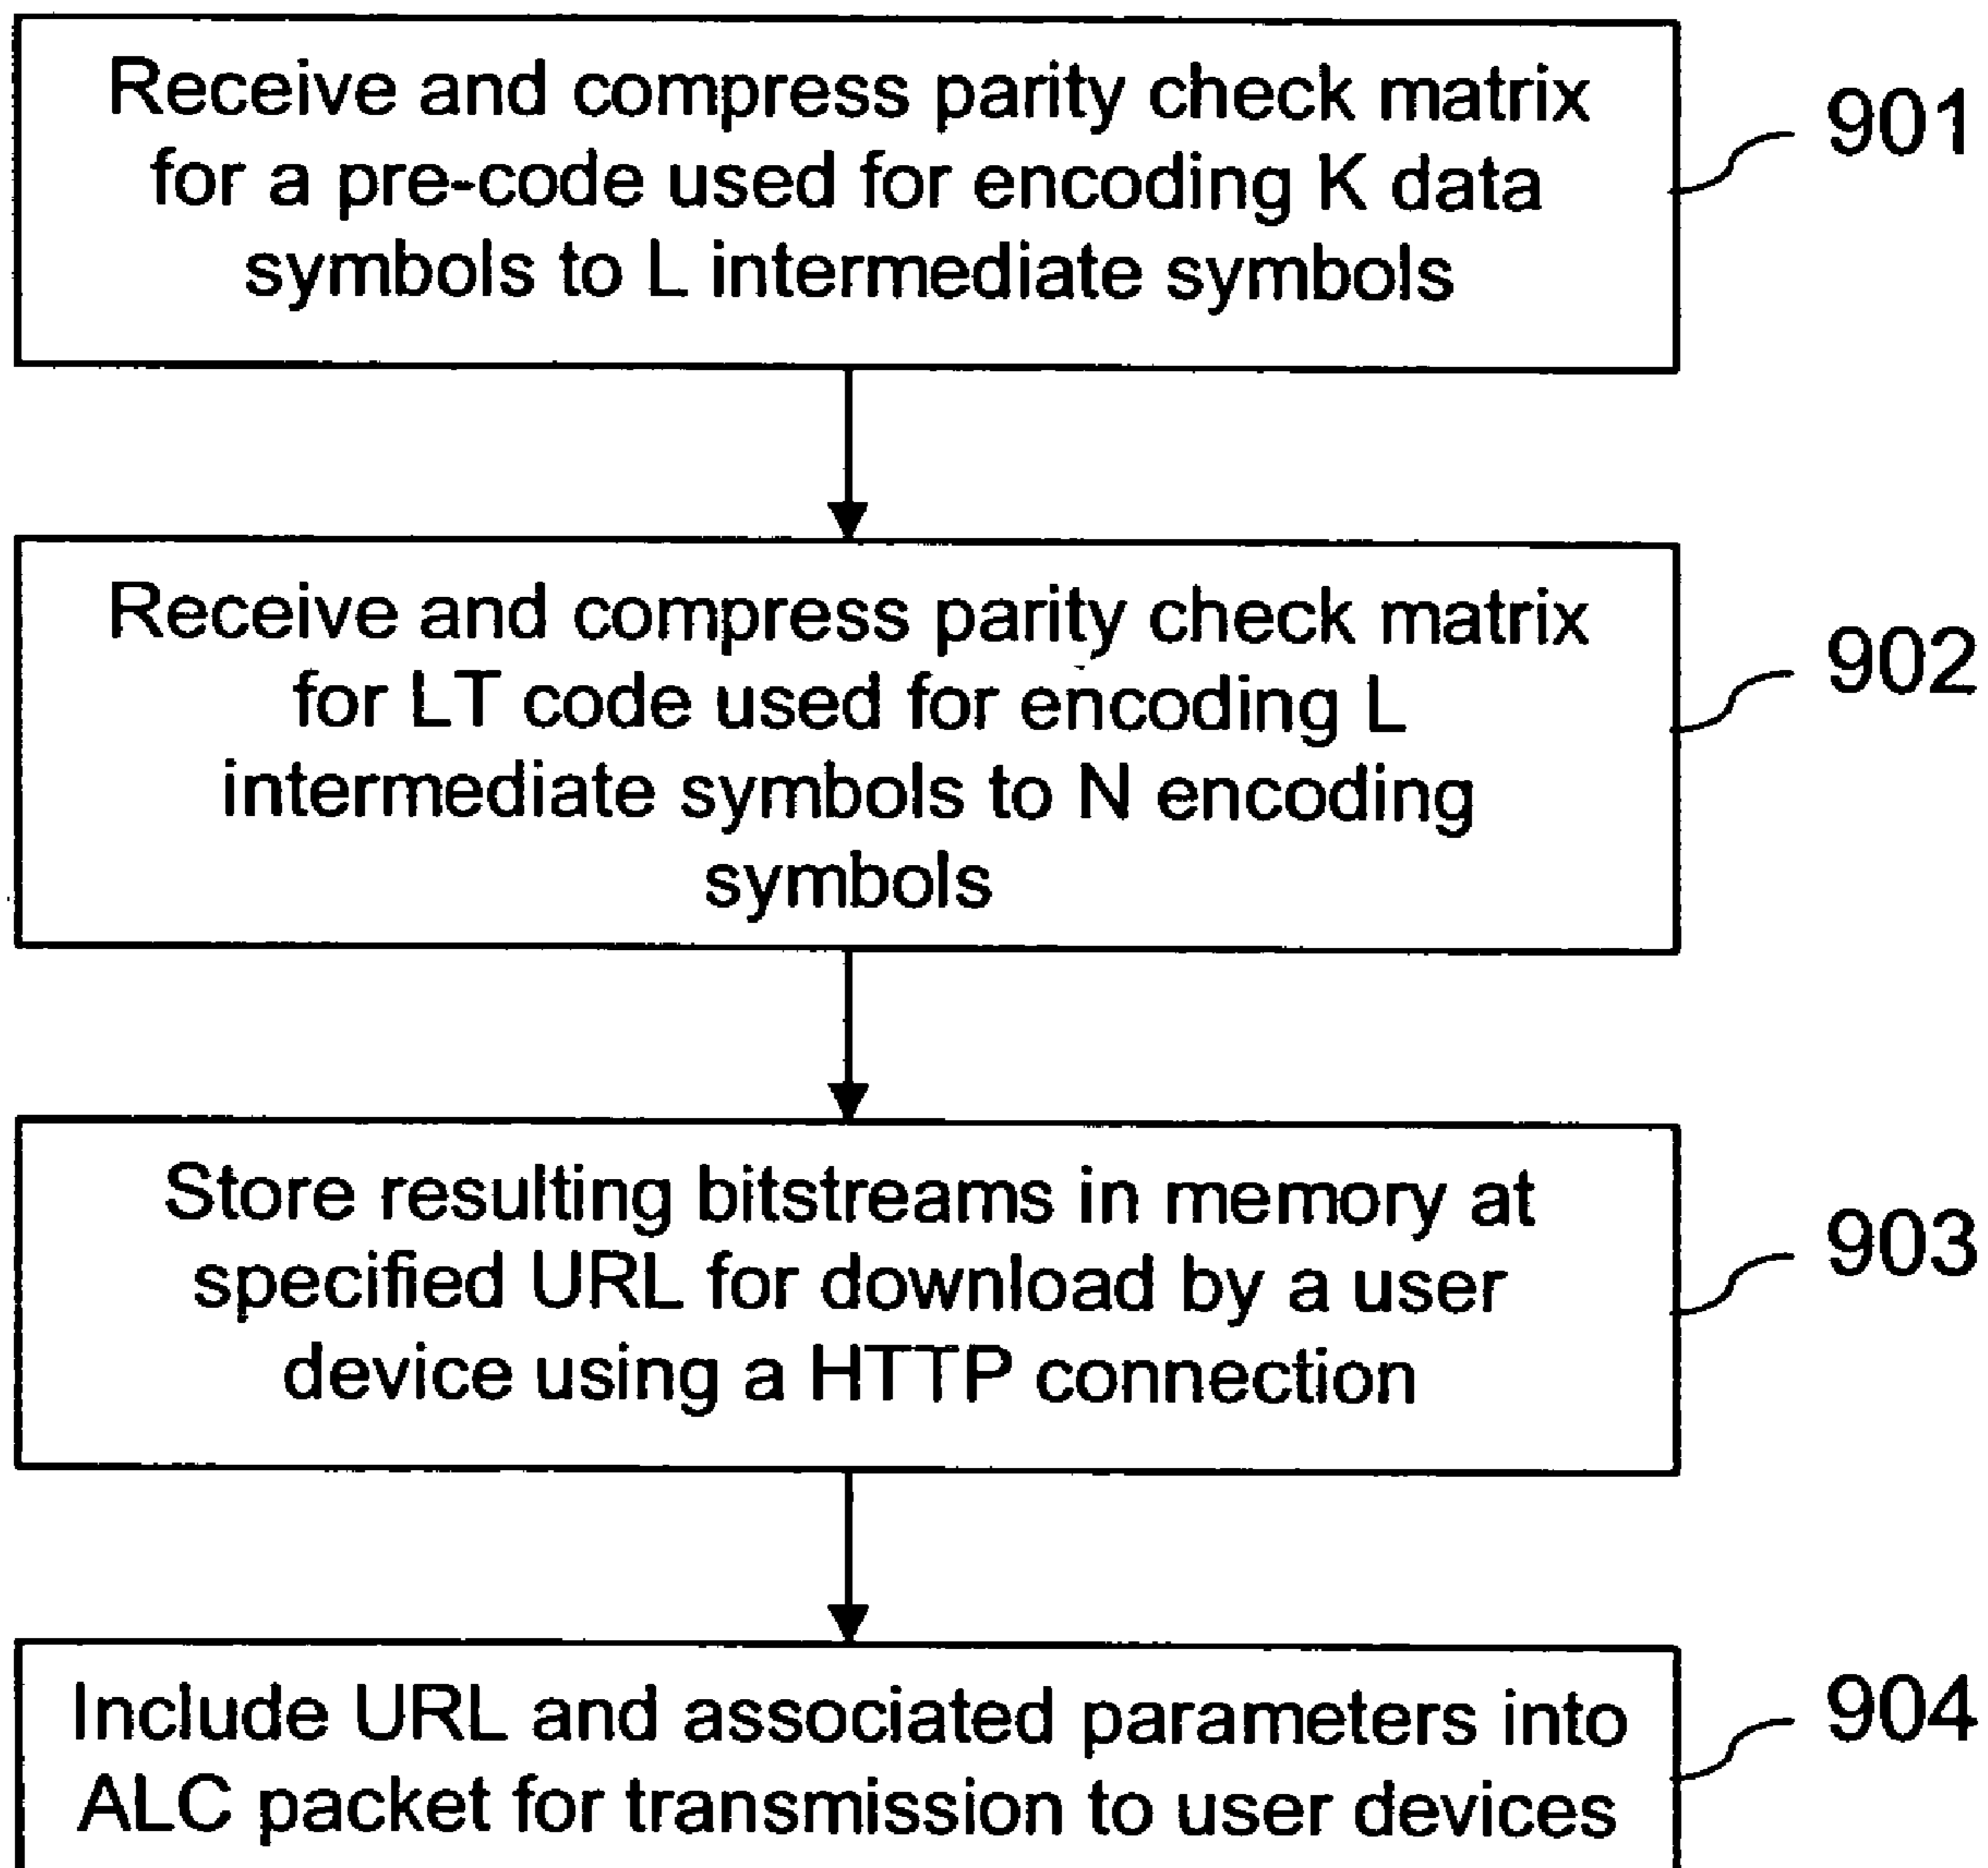 Receive and compress parity check matrix
for a pre-code used for encoding K data
symbols to L intermediate symbols
901
Receive and compress parity check matrix
for LT code used for encoding L
intermediate symbols to N encoding
symbols
902
Store resulting bitstreams in memory at
specified URL for download by a user
device using a HTTP connection
903
Include URL and associated parameters into
ALC packet for transmission to user devices
904